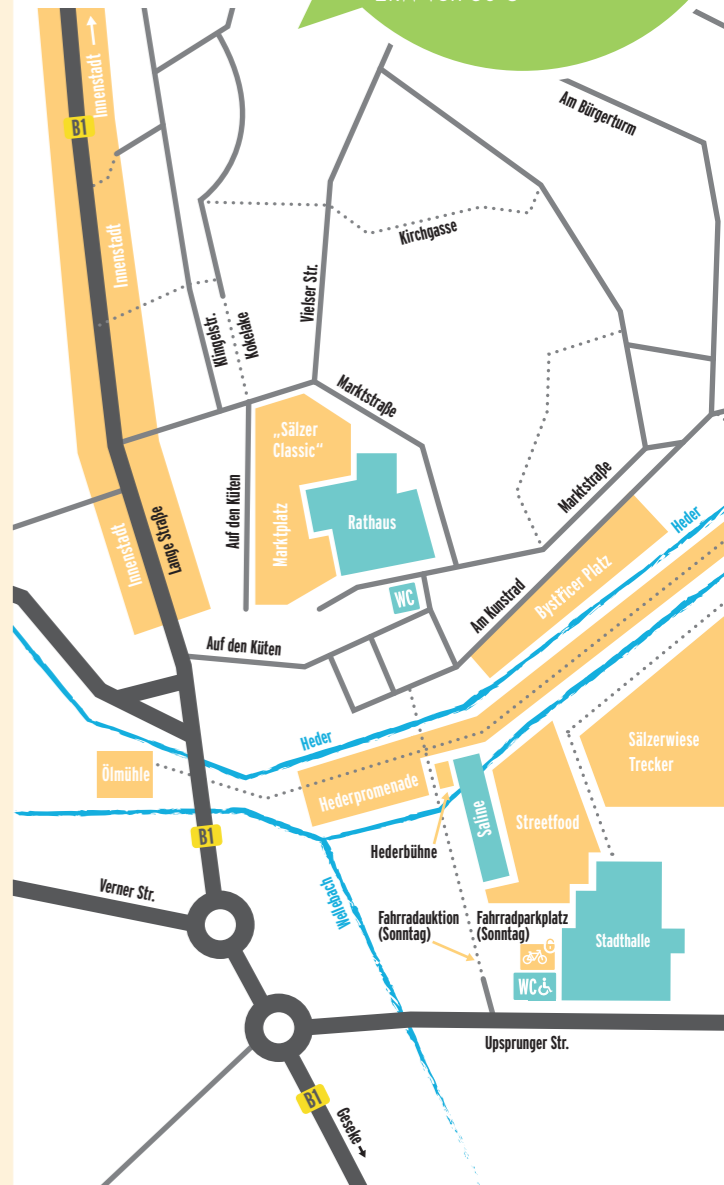 Innenstadt
B1
Am Bürgerturm
Innenstadt
Kirchgasse
Vielser Str.
Klingelstr.
Kokelake
Marktstraße
„Sälzer
Classic“
Auf den Küten
Marktplatz
Rathaus
Marktstraße
Innenstadt
Lange Straße
Heder
Bystřicer Platz
WC
Am Kunstrad
Auf den Küten
Heder
Sälzerwiese
Trecker
Ölmühle
Hederpromenade
Saline
Streetfood
B1
Hederbühne
Verner Str.
Wellebach
Fahrradauktion
(Sonntag)
Fahrradparkplatz
(Sonntag)
Stadthalle
WC
Upsprunger Str.
B1
Geseke